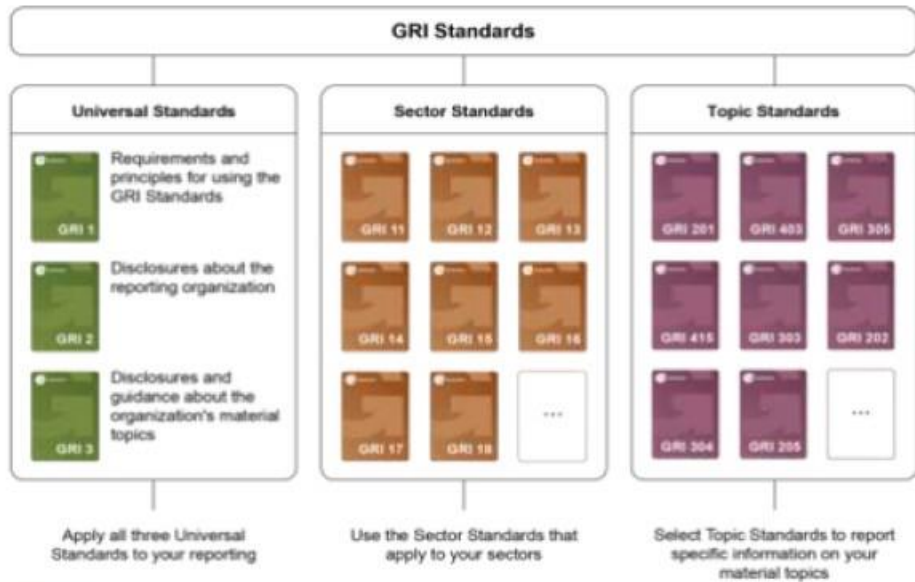 GRI Standards
Universal Standards
Requirements and
principles for using the
GRI Standards
GRI 1
Disclosures about the
reporting organization
GRI 2
Disclosures and
guidance about the
organization's material
topics
GRI 3
Apply all three Universal
Standards to your reporting
Sector Standards
GRI 11
GRI 12
GRI 13
GRI 14
GRI 15
GRI 16
GRI 17
GRI 18
...
Use the Sector Standards that
apply to your sectors
Topic Standards
GRI 201
GRI 403
GRI 305
GRI 415
GRI 303
GRI 202
GRI 304
GRI 205
...
Select Topic Standards to report
specific information on your
material topics